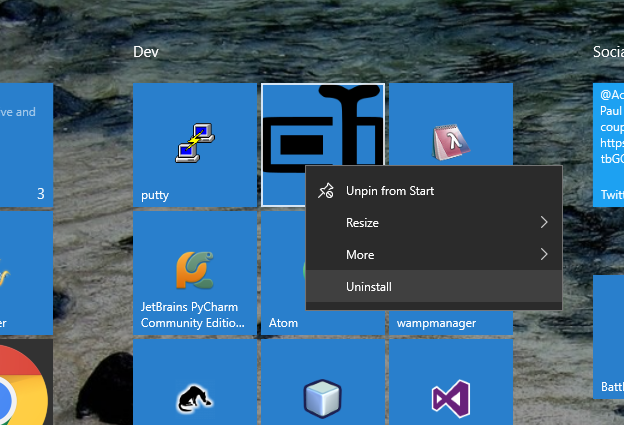 Dev
Socia
ve and
3
putty
@Ac
Paul
coup
https
tbGC
Twitt
Unpin from Start
Resize
More
Uninstall
er
JetBrains PyCharm
Community Editio...
Atom
wampmanager
Battl